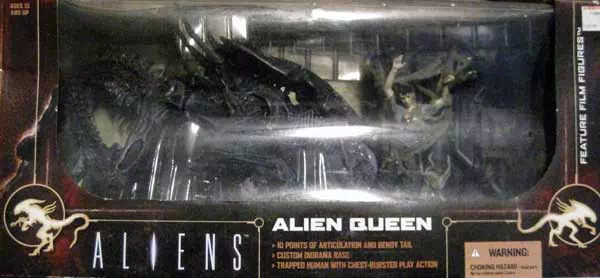 AGES 13
AND UP
FEATURE FILM FIGURES™
ALIENS™
ALIEN QUEEN
▸ 10 POINTS OF ARTICULATION AND BENDY TAIL
▸ CUSTOM DIORAMA BASE
▸ TRAPPED HUMAN WITH CHEST-BURSTER PLAY ACTION
WARNING:
CHOKING HAZARD